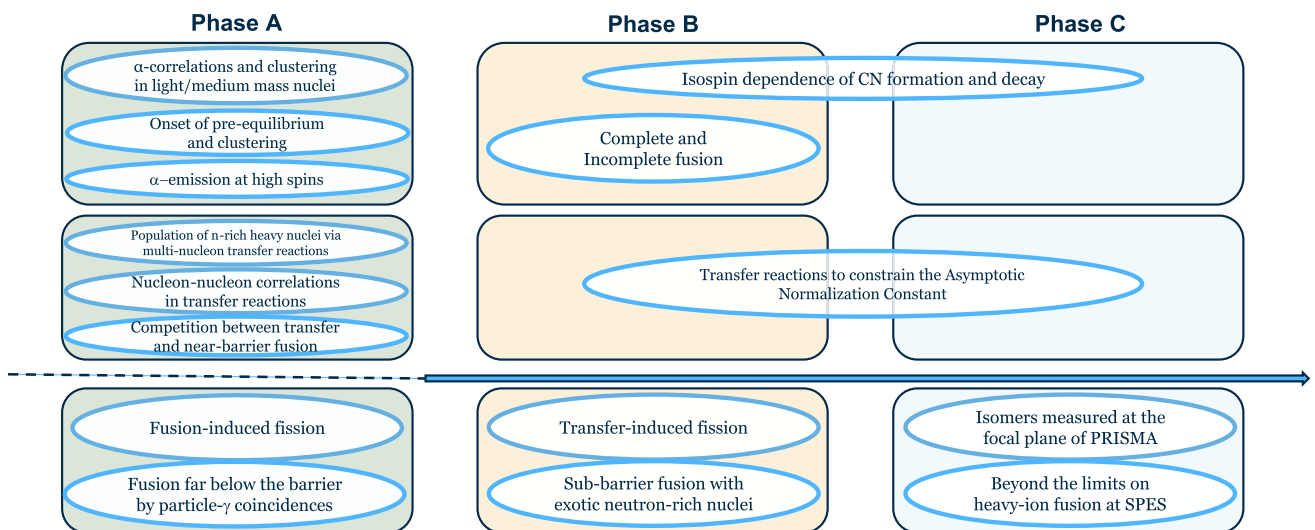 Phase A
Phase B
Phase C
α-correlations and clustering
in light/medium mass nuclei
Onset of pre-equilibrium
and clustering
α–emission at high spins
Isospin dependence of CN formation and decay
Complete and
Incomplete fusion
Population of n-rich heavy nuclei via
multi-nucleon transfer reactions
Nucleon-nucleon correlations
in transfer reactions
Competition between transfer
and near-barrier fusion
Transfer reactions to constrain the Asymptotic
Normalization Constant
Fusion-induced fission
Fusion far below the barrier
by particle-γ coincidences
Transfer-induced fission
Sub-barrier fusion with
exotic neutron-rich nuclei
Isomers measured at the
focal plane of PRISMA
Beyond the limits on
heavy-ion fusion at SPES